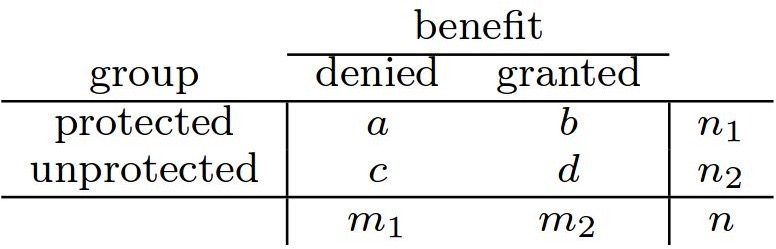 benefit
group denied granted
protected a b n₁
unprotected c d n₂
m₁ m₂ n